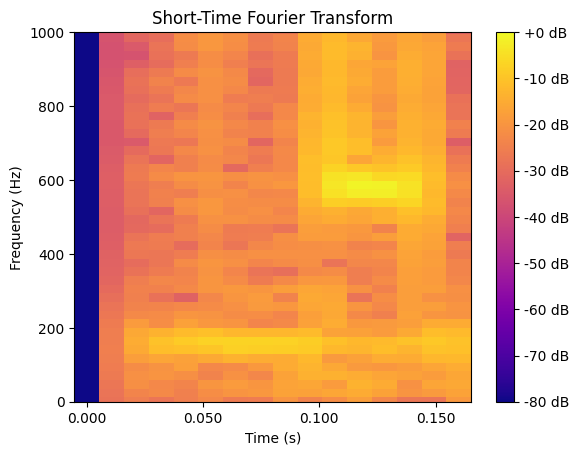 Short-Time Fourier Transform
1000
800
600
400
200
0
Frequency (Hz)
0.000
0.050
0.100
0.150
Time (s)
+0 dB
-10 dB
-20 dB
-30 dB
-40 dB
-50 dB
-60 dB
-70 dB
-80 dB